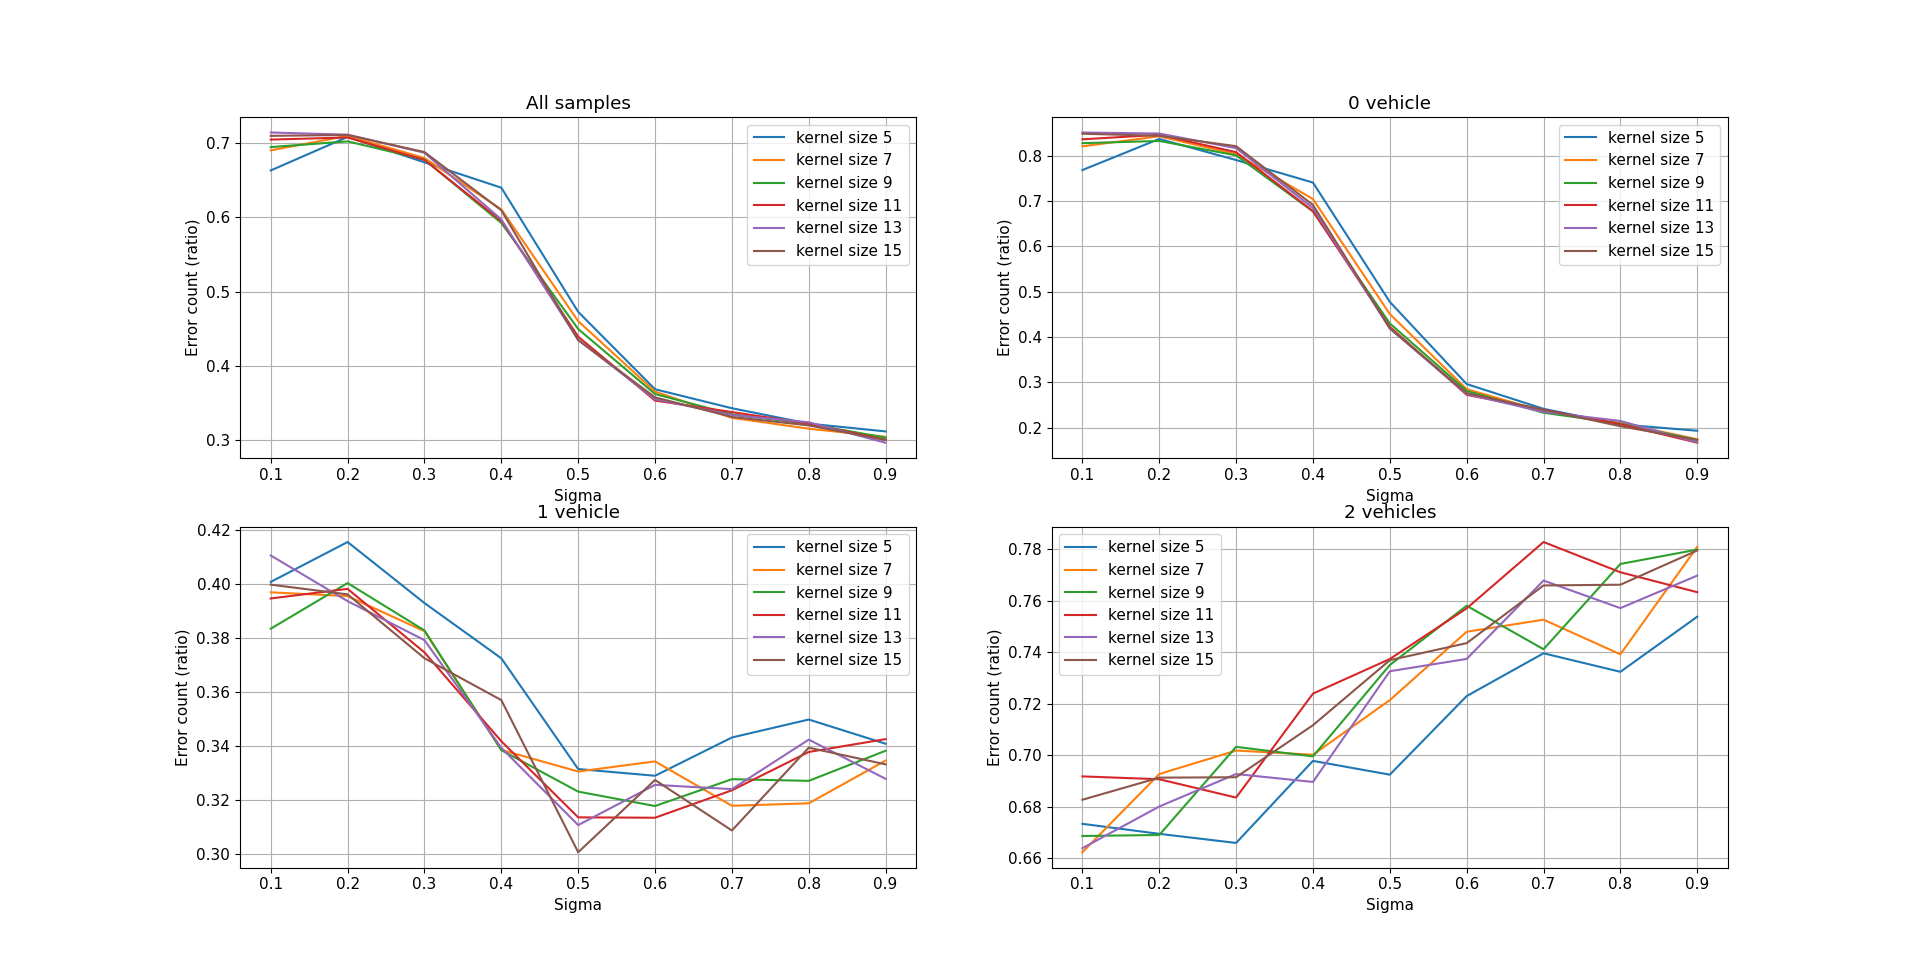 All samples
Error count (ratio)
0.7
0.6
0.5
0.4
0.3
kernel size 5
kernel size 7
kernel size 9
kernel size 11
kernel size 13
kernel size 15
0.1 0.2 0.3 0.4 0.5 0.6 0.7 0.8 0.9
Sigma
0 vehicle
Error count (ratio)
0.8
0.7
0.6
0.5
0.4
0.3
0.2
kernel size 5
kernel size 7
kernel size 9
kernel size 11
kernel size 13
kernel size 15
0.1 0.2 0.3 0.4 0.5 0.6 0.7 0.8 0.9
Sigma
1 vehicle
Error count (ratio)
0.42
0.40
0.38
0.36
0.34
0.32
0.30
kernel size 5
kernel size 7
kernel size 9
kernel size 11
kernel size 13
kernel size 15
0.1 0.2 0.3 0.4 0.5 0.6 0.7 0.8 0.9
Sigma
2 vehicles
Error count (ratio)
0.78
0.76
0.74
0.72
0.70
0.68
0.66
kernel size 5
kernel size 7
kernel size 9
kernel size 11
kernel size 13
kernel size 15
0.1 0.2 0.3 0.4 0.5 0.6 0.7 0.8 0.9
Sigma